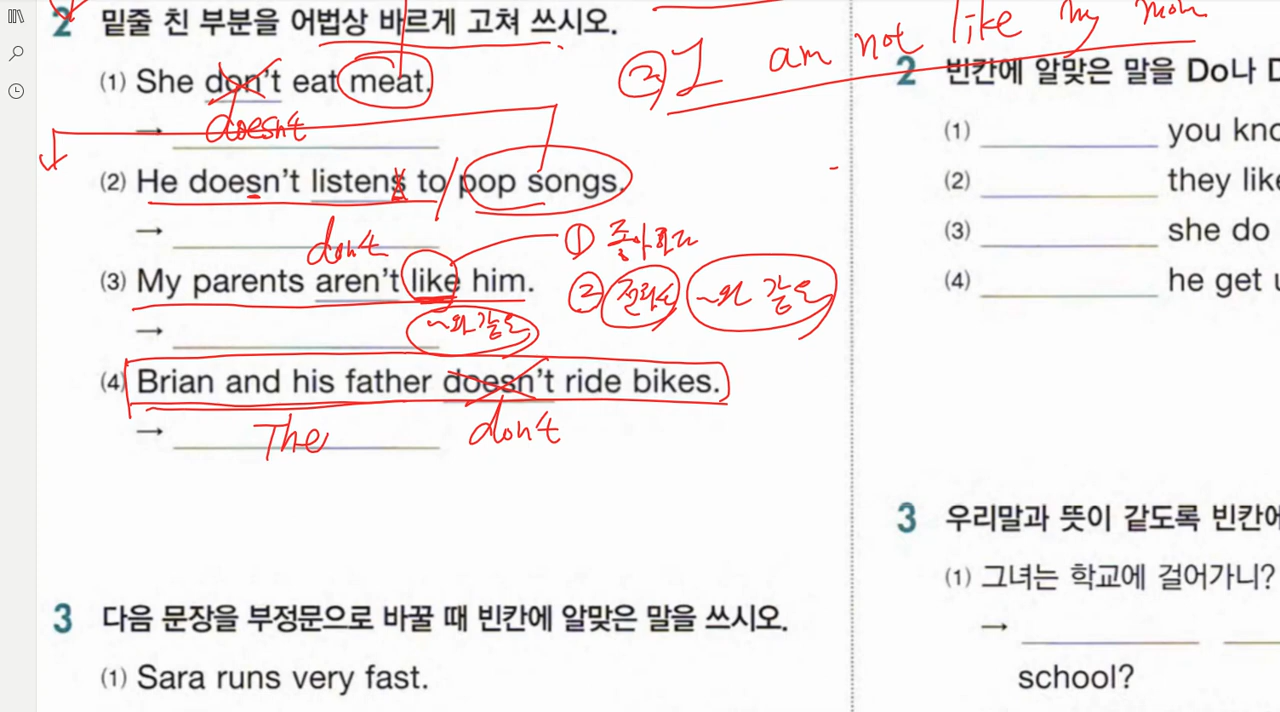 2 밑줄 친 부분을 어법상 바르게 고쳐 쓰시오.
(1) She don't eat meat.
→ doesnt
(2) He doesn't listens to pop songs.
→
dont
① 좋아하다
(3) My parents aren't like him.
② 전치사 ~와 같은
→ ~와 같은
(4) Brian and his father doesn't ride bikes.
→ The
dont
3 다음 문장을 부정문으로 바꿀 때 빈칸에 알맞은 말을 쓰시오.
(1) Sara runs very fast.
② I am not like my mom
2 빈칸에 알맞은 말을 Do나 D
(1) you kno
(2) they like
(3) she do
(4) he get u
3 우리말과 뜻이 같도록 빈칸에
(1) 그녀는 학교에 걸어가니?
→
school?